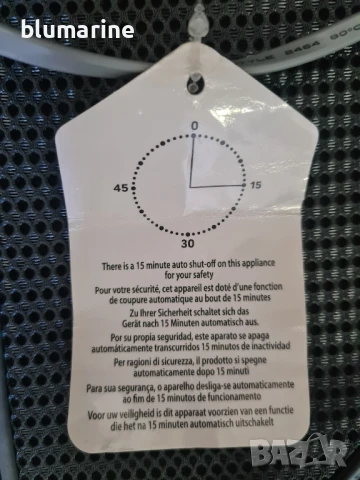 blumarine
STYLE 2464 80°C
0
45
15
30
There is a 15 minute auto shut-off on this appliance
for your safety
Pour votre sécurité, cet appareil est doté d'une fonction
de coupure automatique au bout de 15 minutes
Zu Ihrer Sicherheit schaltet sich das
Gerät nach 15 Minuten automatisch aus.
Por su propia seguridad, este aparato se apaga
automáticamente transcurridos 15 minutos de inactividad
Per ragioni di sicurezza, il prodotto si spegne
automaticamente dopo 15 minuti
Para sua segurança, o aparelho desliga-se automaticamente
ao fim de 15 minutos de funcionamento
Voor uw veiligheid is dit apparaat voorzien van een functie
die het na 15 minuten automatisch uitschakelt
BAZAR